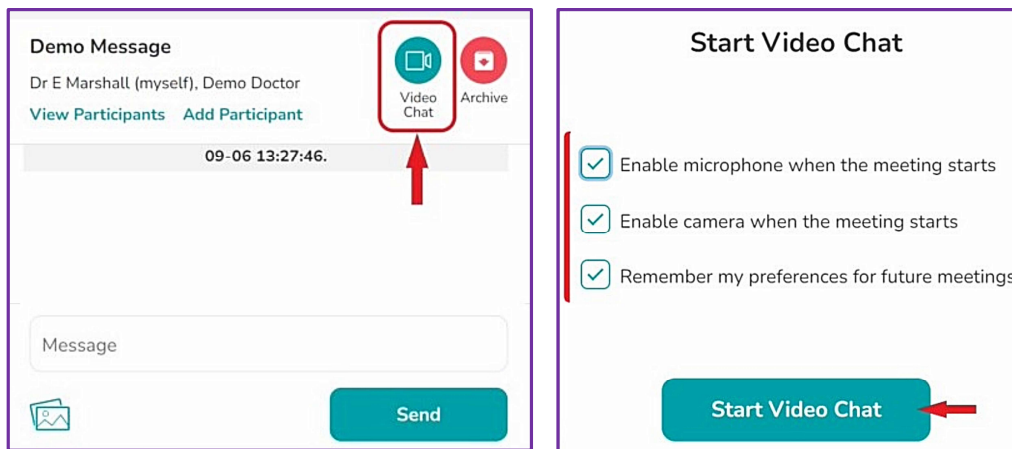 Demo Message
Dr E Marshall (myself), Demo Doctor
View Participants Add Participant
Video
Chat
Archive
09-06 13:27:46.
Message
Send
Start Video Chat
Enable microphone when the meeting starts
Enable camera when the meeting starts
Remember my preferences for future meetings
Start Video Chat